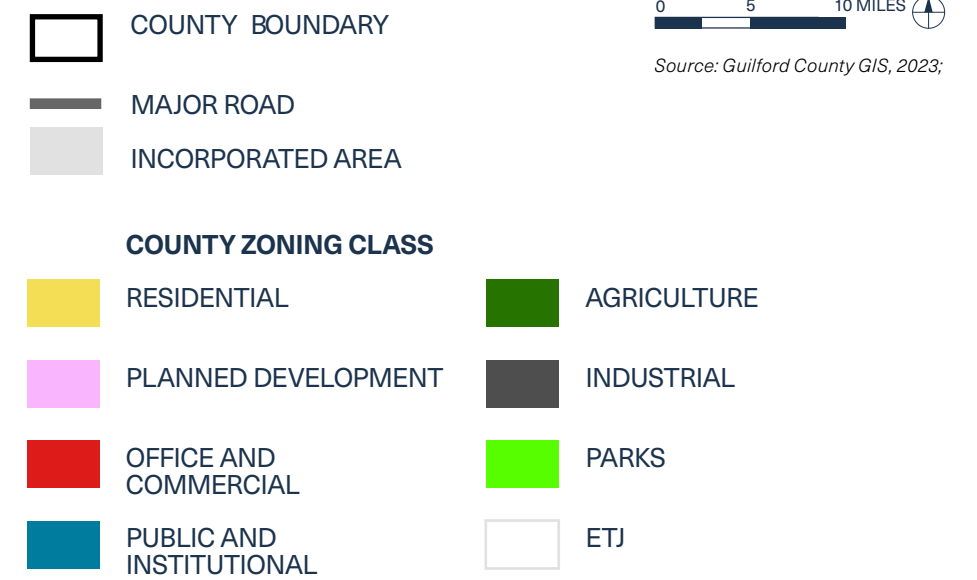 COUNTY BOUNDARY
0 5 10 MILES
Source: Guilford County GIS, 2023;
MAJOR ROAD
INCORPORATED AREA
COUNTY ZONING CLASS
RESIDENTIAL
AGRICULTURE
PLANNED DEVELOPMENT
INDUSTRIAL
OFFICE AND
COMMERCIAL
PARKS
PUBLIC AND
INSTITUTIONAL
ETJ